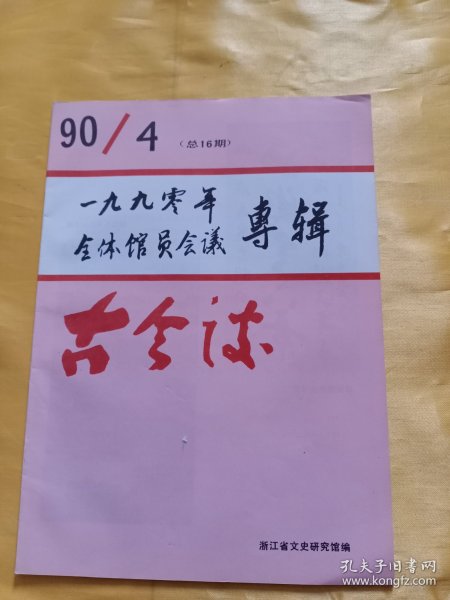 90/4 (总16期)
一九九零年
全体馆员会议
專辑
古今谈
浙江省文史研究馆编
孔夫子旧书网
www.kongfz.com